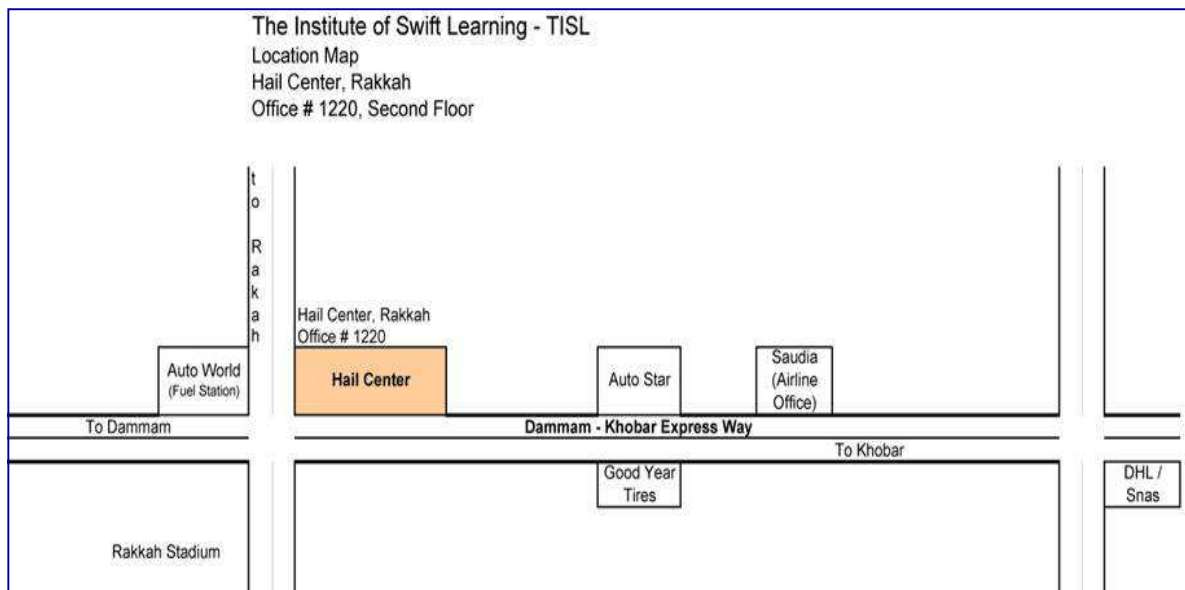 The Institute of Swift Learning - TISL
Location Map
Hail Center, Rakkah
Office # 1220, Second Floor
to Rakah
Hail Center, Rakkah
Office # 1220
Auto World
(Fuel Station)
Hail Center
Auto Star
Saudia
(Airline
Office)
To Dammam
Dammam - Khobar Express Way
To Khobar
Good Year
Tires
DHL /
Snas
Rakkah Stadium